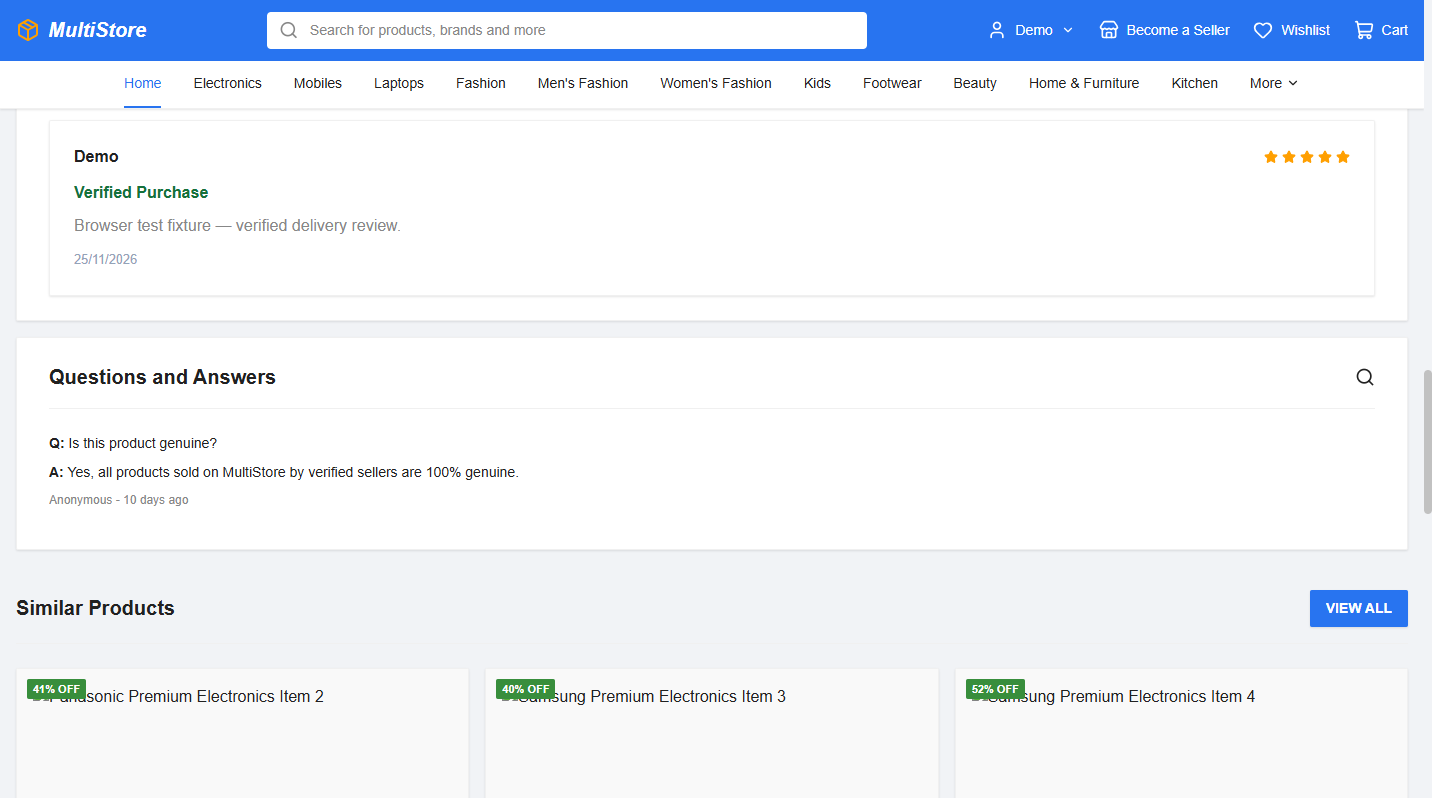 MultiStore
Search for products, brands and more
Demo
Become a Seller
Wishlist
Cart
Home
Electronics
Mobiles
Laptops
Fashion
Men's Fashion
Women's Fashion
Kids
Footwear
Beauty
Home & Furniture
Kitchen
More
Demo
Verified Purchase
Browser test fixture — verified delivery review.
25/11/2026
Questions and Answers
Q: Is this product genuine?
A: Yes, all products sold on MultiStore by verified sellers are 100% genuine.
Anonymous - 10 days ago
Similar Products
VIEW ALL
41% OFF
Panasonic Premium Electronics Item 2
40% OFF
Samsung Premium Electronics Item 3
52% OFF
Samsung Premium Electronics Item 4